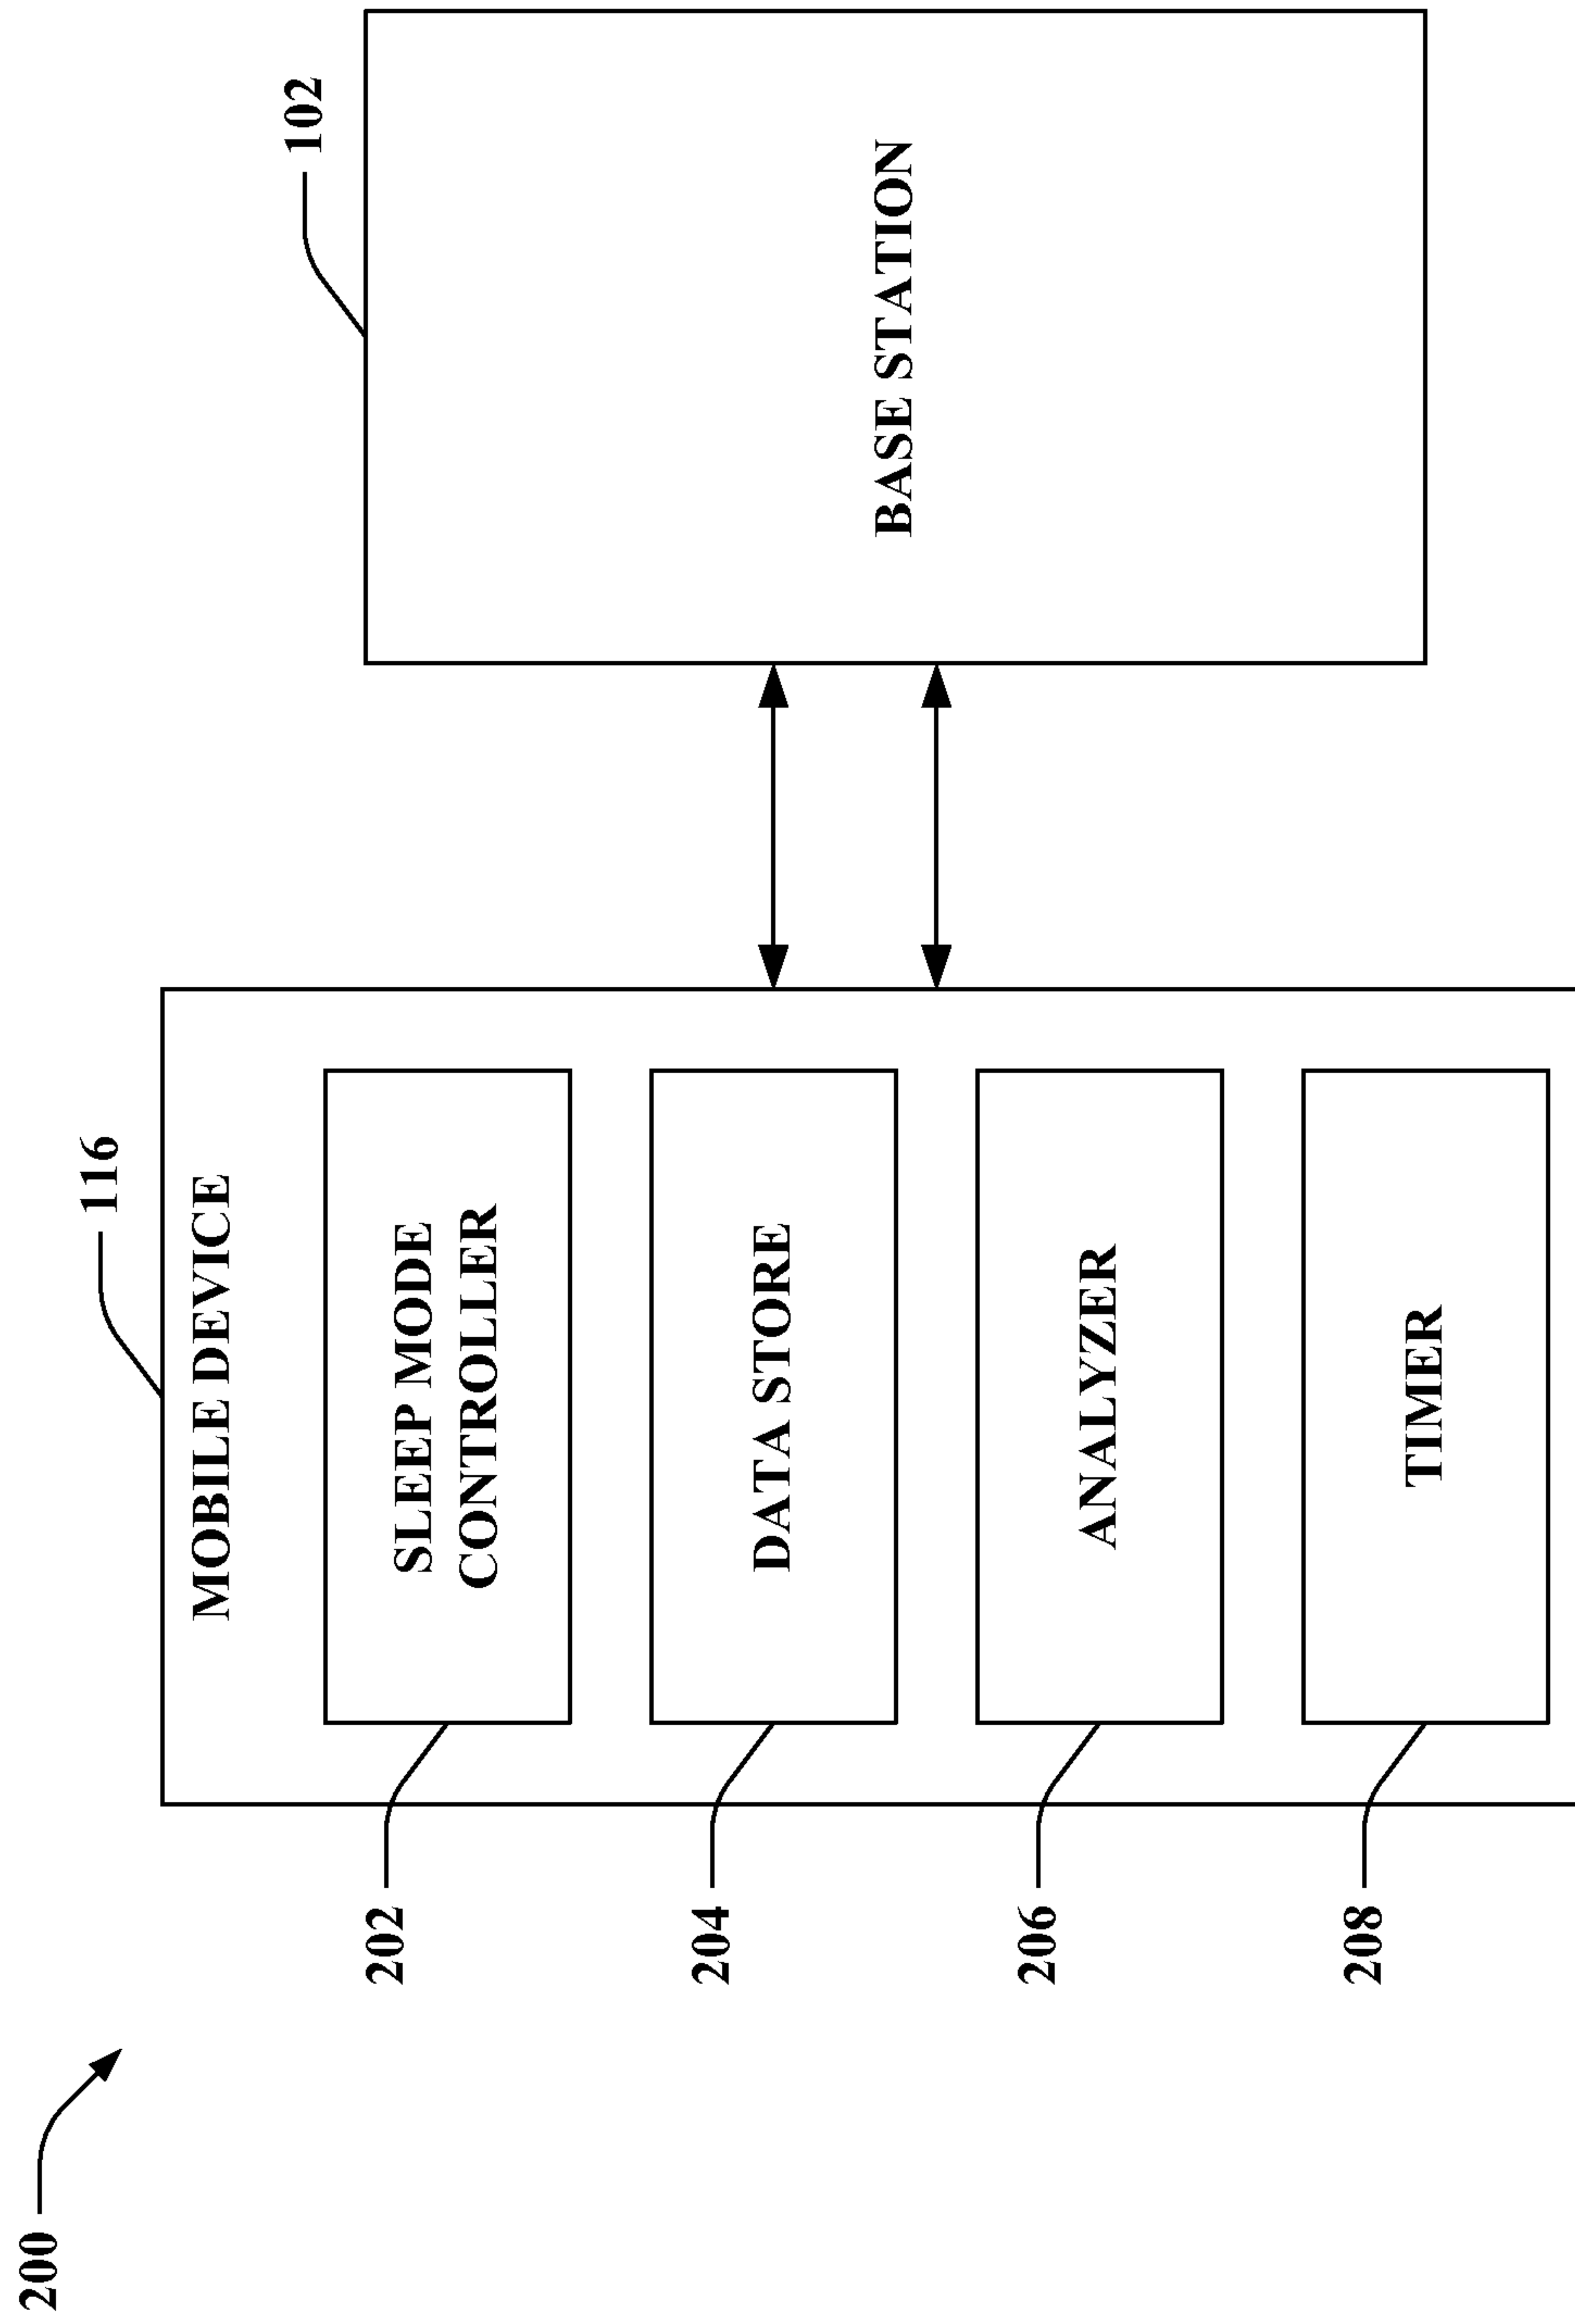 200
116
MOBILE DEVICE
202
SLEEP MODE
CONTROLLER
204
DATA STORE
206
ANALYZER
208
TIMER
102
BASE STATION